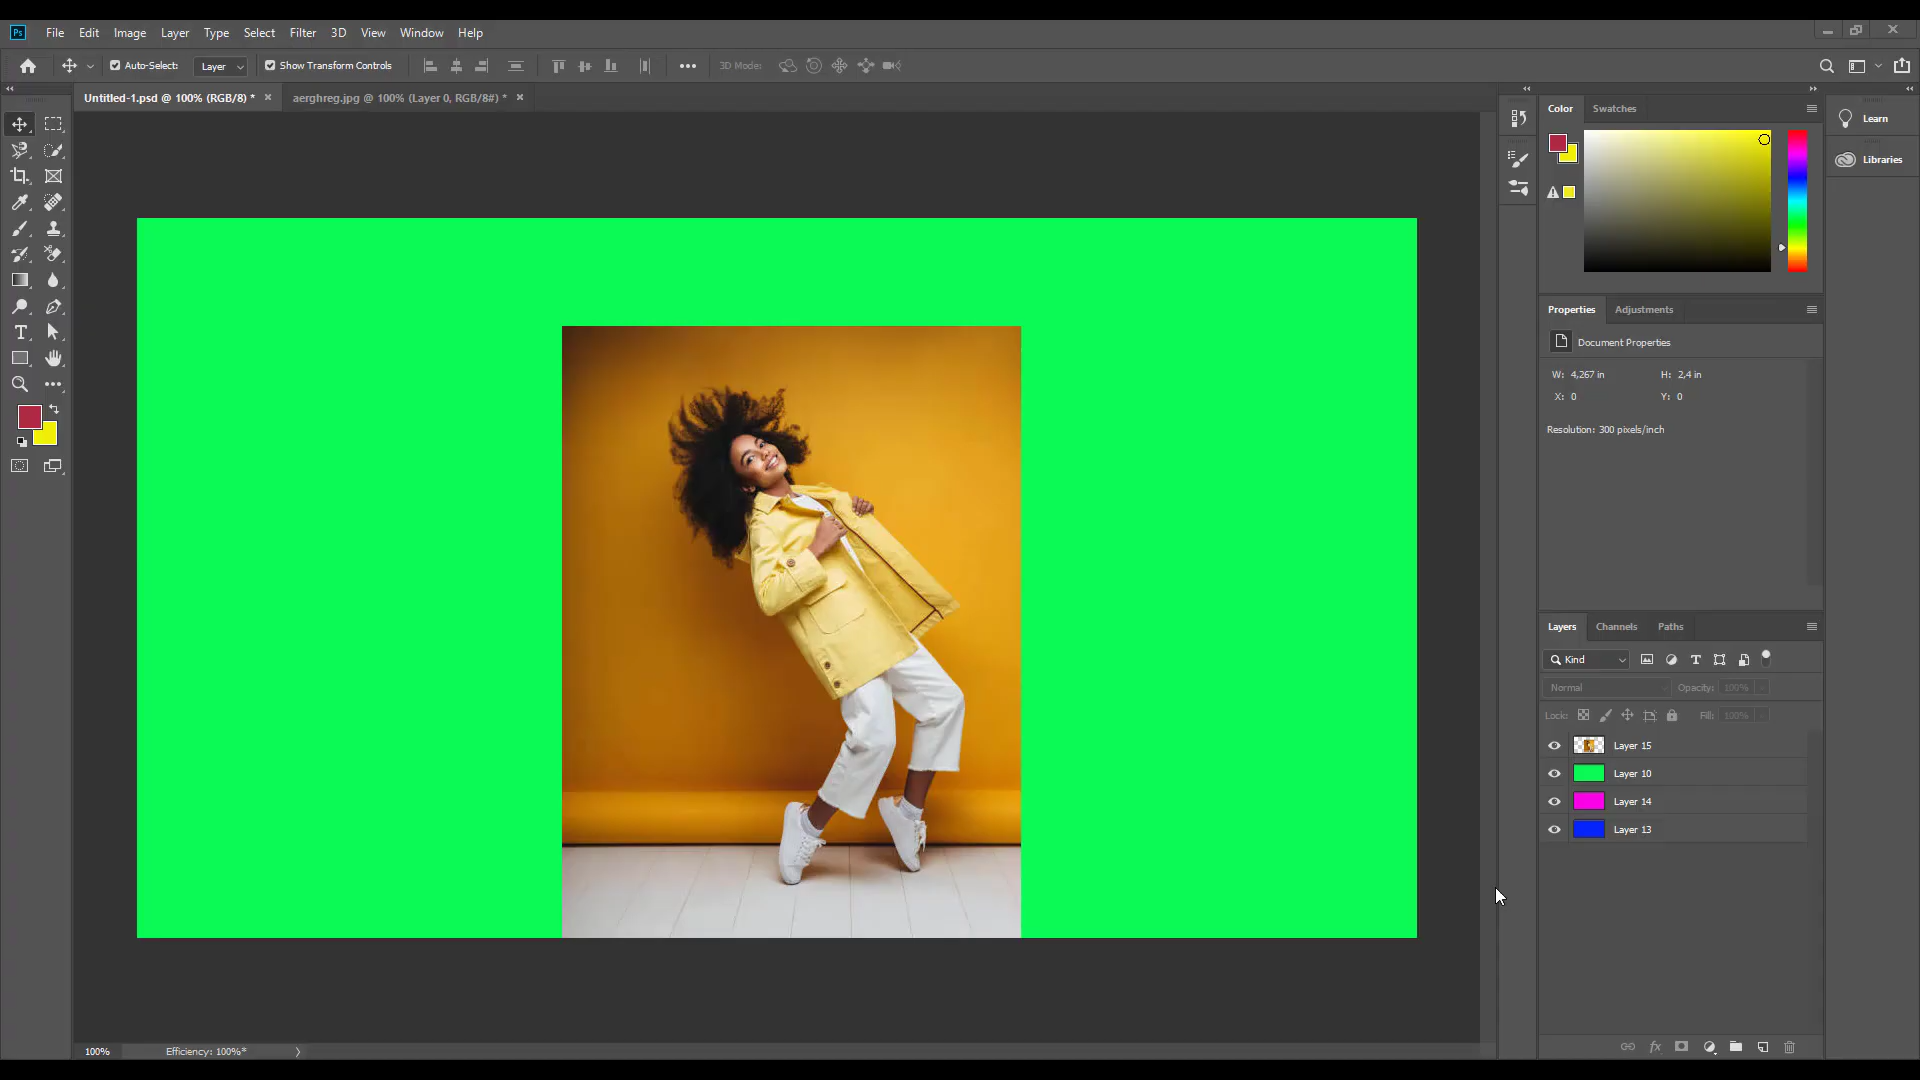 Ps File Edit Image Layer Type Select Filter 3D View Window Help
Auto-Select: Layer Show Transform Controls 3D Mode:
Untitled-1.psd @ 100% (RGB/8) * aerghreg.jpg @ 100% (Layer 0, RGB/8#) *
Color Swatches
Learn
Libraries
Properties Adjustments
Document Properties
W: 4,267 in H: 2,4 in
X: 0 Y: 0
Resolution: 300 pixels/inch
Layers Channels Paths
Kind
Normal Opacity: 100%
Lock: Fill: 100%
Layer 15
Layer 10
Layer 14
Layer 13
fx
100% Efficiency: 100%*